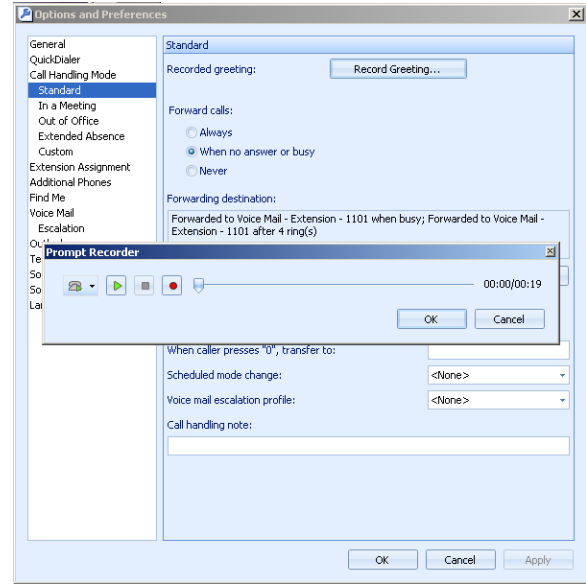 Options and Preferences
General
QuickDialer
Call Handling Mode
Standard
In a Meeting
Out of Office
Extended Absence
Custom
Extension Assignment
Additional Phones
Find Me
Voice Mail
Escalation
Standard
Recorded greeting:
Record Greeting...
Forward calls:
Always
When no answer or busy
Never
Forwarding destination:
Forwarded to Voice Mail - Extension - 1101 when busy; Forwarded to Voice Mail -
Extension - 1101 after 4 ring(s)
Prompt Recorder
00:00/00:19
OK
Cancel
When caller presses "0", transfer to:
Scheduled mode change:
<None>
Voice mail escalation profile:
<None>
Call handling note:
OK
Cancel
Apply